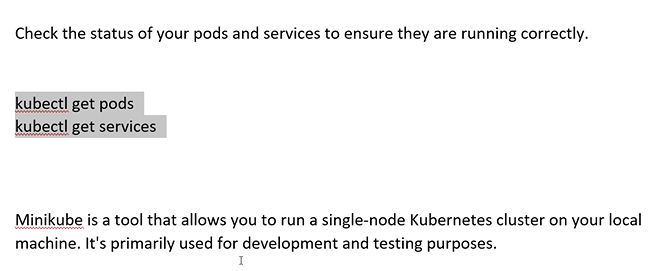 Check the status of your pods and services to ensure they are running correctly.
kubectl get pods
kubectl get services
Minikube is a tool that allows you to run a single-node Kubernetes cluster on your local
machine. It's primarily used for development and testing purposes.